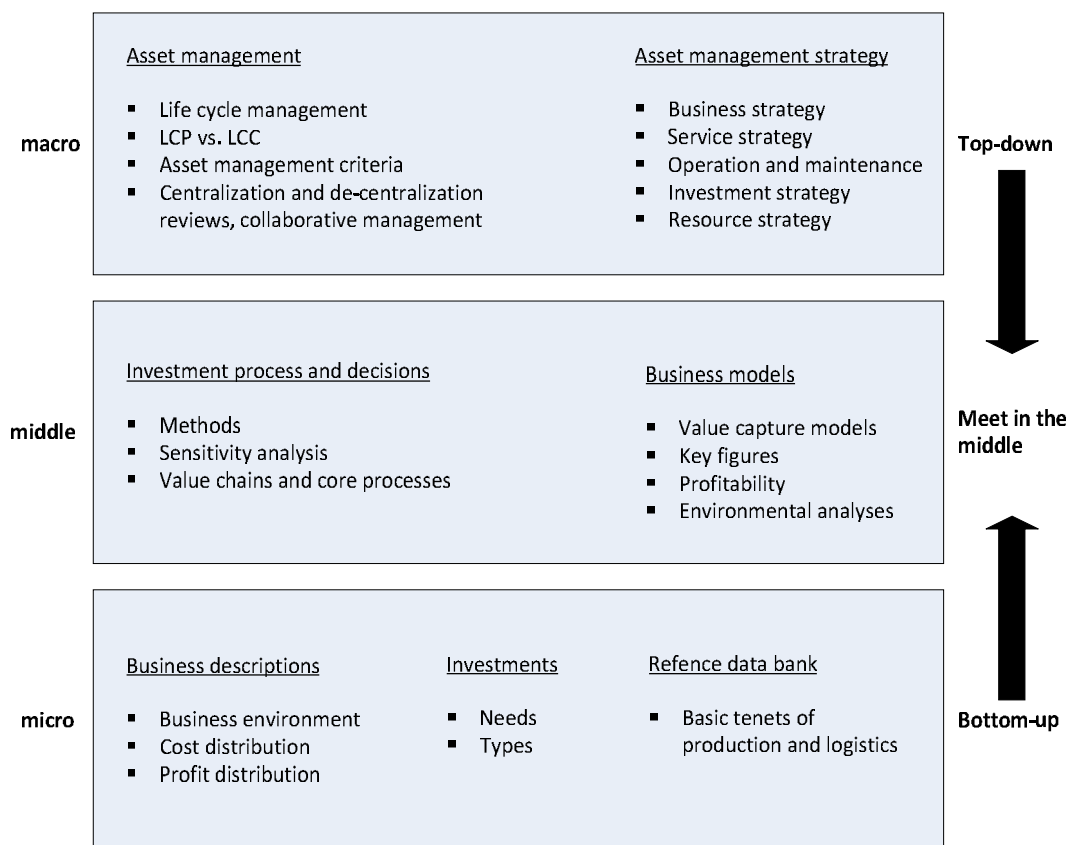 macro
Asset management
▪ Life cycle management
▪ LCP vs. LCC
▪ Asset management criteria
▪ Centralization and de-centralization
reviews, collaborative management
Asset management strategy
▪ Business strategy
▪ Service strategy
▪ Operation and maintenance
▪ Investment strategy
▪ Resource strategy
Top-down
middle
Investment process and decisions
▪ Methods
▪ Sensitivity analysis
▪ Value chains and core processes
Business models
▪ Value capture models
▪ Key figures
▪ Profitability
▪ Environmental analyses
Meet in the
middle
micro
Business descriptions
▪ Business environment
▪ Cost distribution
▪ Profit distribution
Investments
▪ Needs
▪ Types
Refence data bank
▪ Basic tenets of
production and logistics
Bottom-up